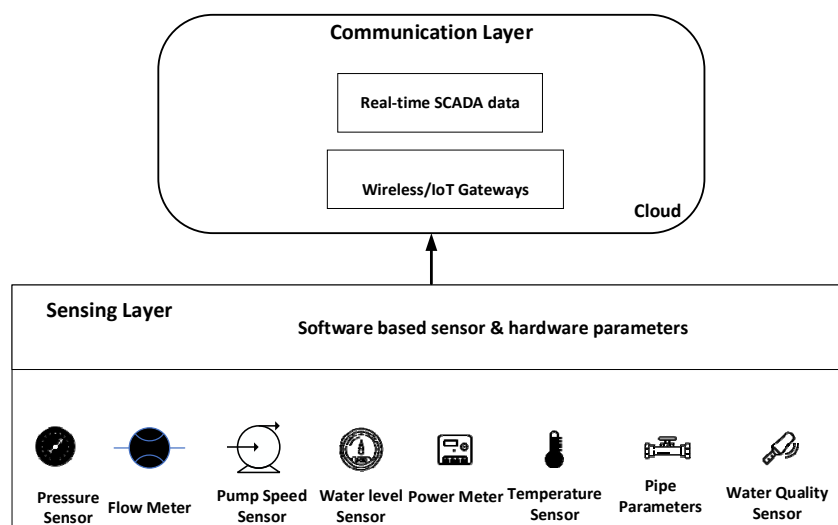 Communication Layer
Real-time SCADA data
Wireless/IoT Gateways
Cloud
Sensing Layer
Software based sensor & hardware parameters
Pressure
Sensor
Flow Meter
Pump Speed
Sensor
Water level
Sensor
Power Meter
Temperature
Sensor
Pipe
Parameters
Water Quality
Sensor